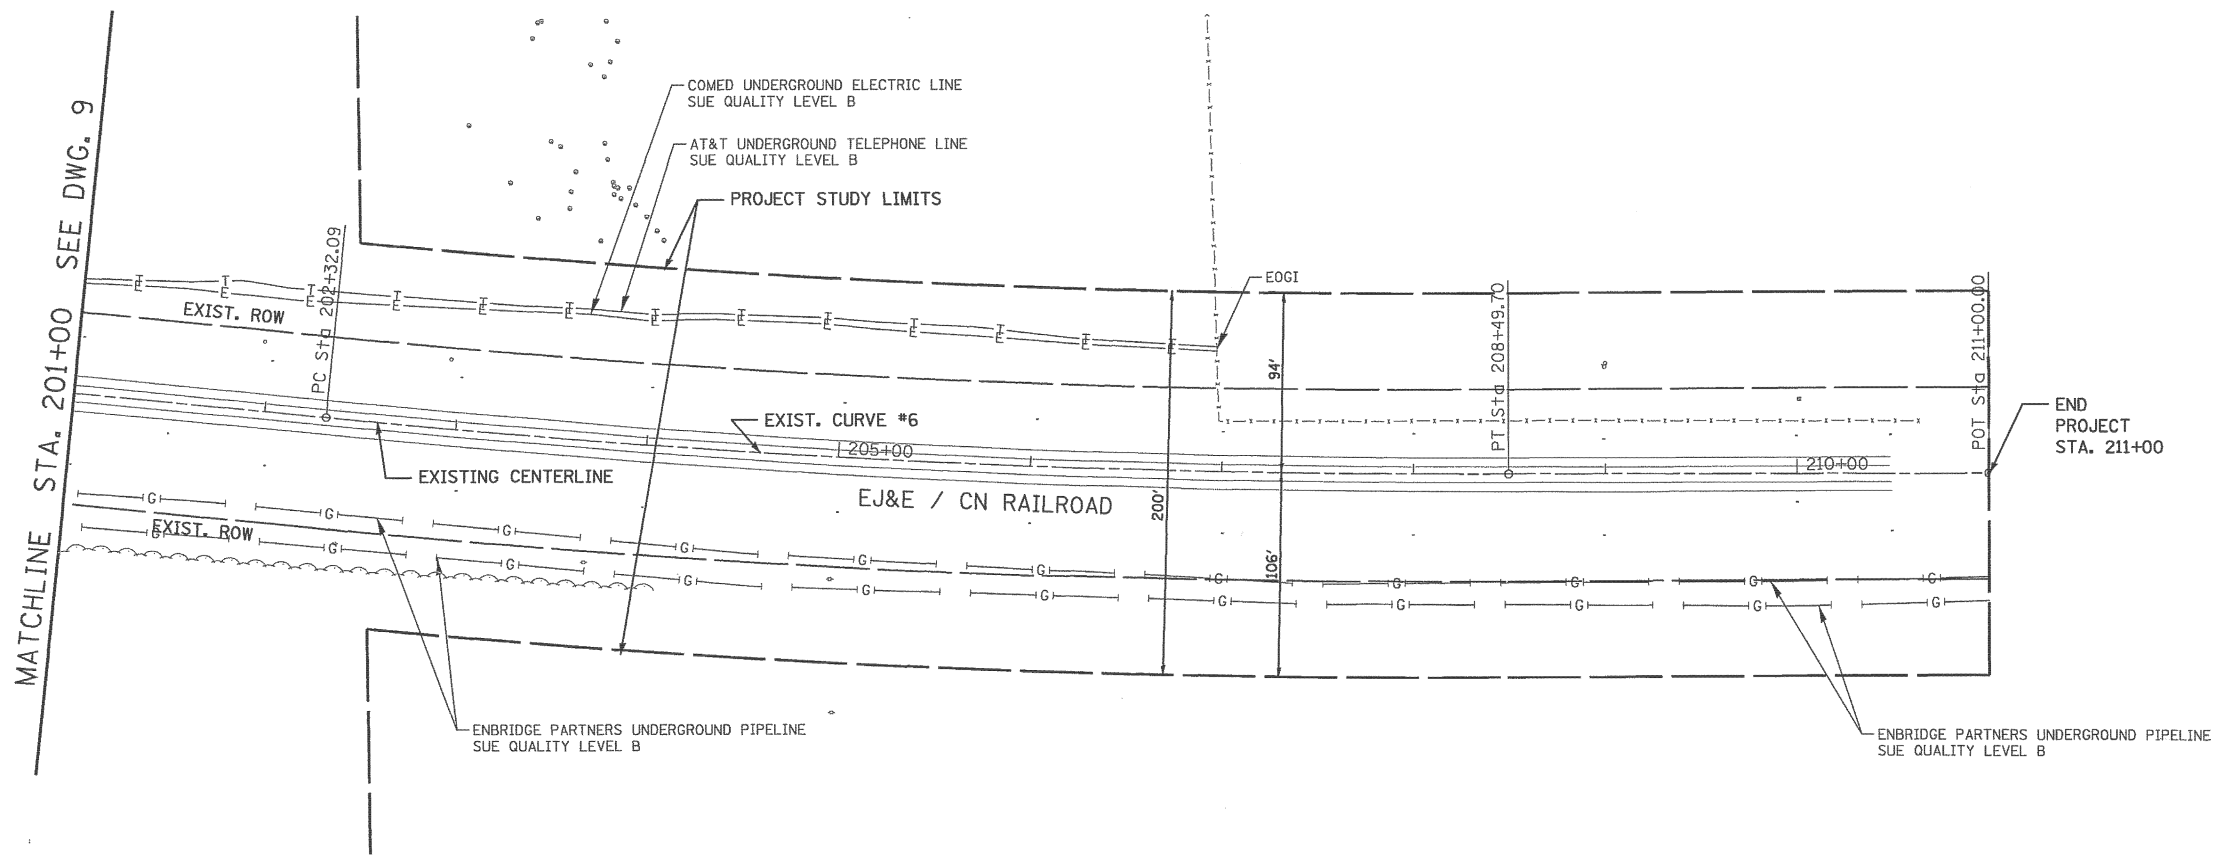 MATCHLINE STA. 201+00 SEE DWG. 9
COMED UNDERGROUND ELECTRIC LINE
SUE QUALITY LEVEL B
AT&T UNDERGROUND TELEPHONE LINE
SUE QUALITY LEVEL B
PROJECT STUDY LIMITS
PC Sta 202+32.09
EXIST. ROW
EOGI
94'
PT Sta 208+49.70
POT Sta 211+00.00
END
PROJECT
STA. 211+00
EXIST. CURVE #6
205+00
210+00
EXISTING CENTERLINE
EJ&E / CN RAILROAD
200'
106'
EXIST. ROW
ENBRIDGE PARTNERS UNDERGROUND PIPELINE
SUE QUALITY LEVEL B
ENBRIDGE PARTNERS UNDERGROUND PIPELINE
SUE QUALITY LEVEL B